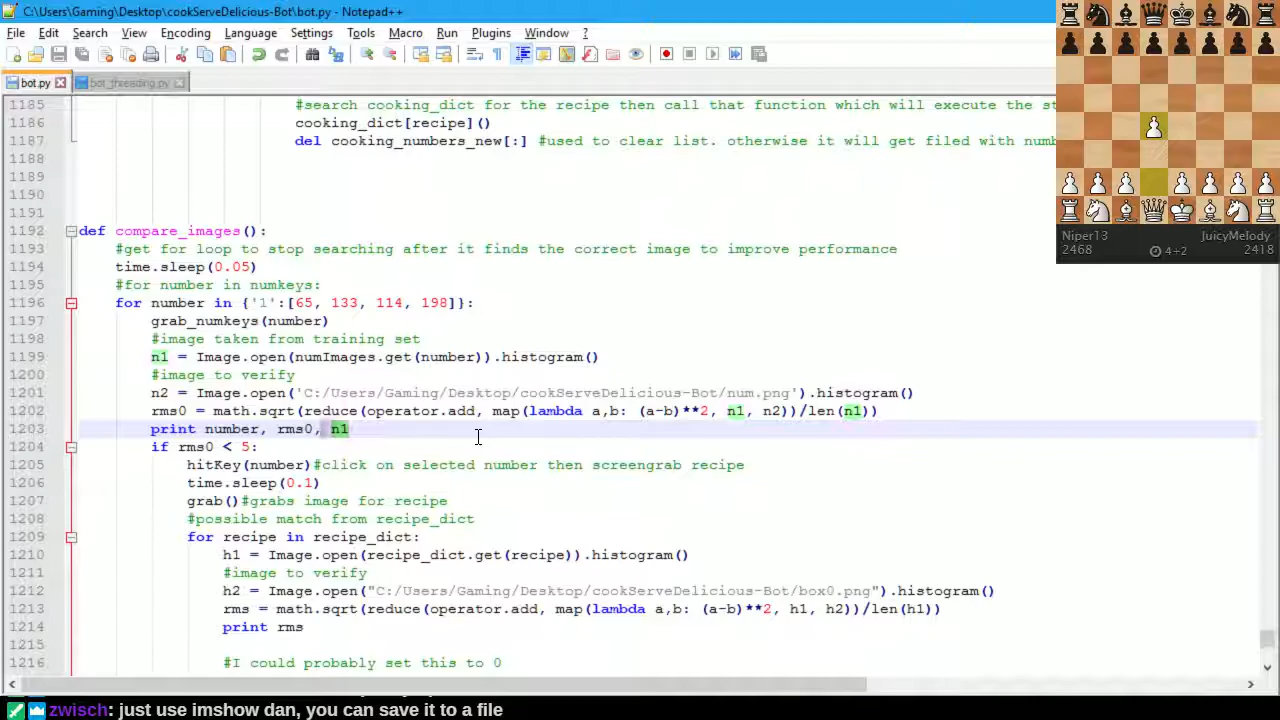 C:\Users\Gaming\Desktop\cookServeDelicious-Bot\bot.py - Notepad++
File Edit Search View Encoding Language Settings Tools Macro Run Plugins Window ?
bot.py bot_threading.py
1185 #search cooking_dict for the recipe then call that function which will execute the st
1186 cooking_dict[recipe]()
1187 del cooking_numbers_new[:] #used to clear list. otherwise it will get filed with numb
1188
1189
1190
1191
1192 def compare_images():
1193 #get for loop to stop searching after it finds the correct image to improve performance
1194 time.sleep(0.05)
1195 #for number in numkeys:
1196 for number in {'1':[65, 133, 114, 198]}:
1197 grab_numkeys(number)
1198 #image taken from training set
1199 n1 = Image.open(numImages.get(number)).histogram()
1200 #image to verify
1201 n2 = Image.open('C:/Users/Gaming/Desktop/cookServeDelicious-Bot/num.png').histogram()
1202 rms0 = math.sqrt(reduce(operator.add, map(lambda a,b: (a-b)**2, n1, n2))/len(n1))
1203 print number, rms0, n1
1204 if rms0 < 5:
1205 hitKey(number)#click on selected number then screengrab recipe
1206 time.sleep(0.1)
1207 grab()#grabs image for recipe
1208 #possible match from recipe_dict
1209 for recipe in recipe_dict:
1210 h1 = Image.open(recipe_dict.get(recipe)).histogram()
1211 #image to verify
1212 h2 = Image.open("C:/Users/Gaming/Desktop/cookServeDelicious-Bot/box0.png").histogram()
1213 rms = math.sqrt(reduce(operator.add, map(lambda a,b: (a-b)**2, h1, h2))/len(h1))
1214 print rms
1215
1216 #I could probably set this to 0
Niper13 JuicyMelody
2468 4+2 2418
zwisch: just use imshow dan, you can save it to a file